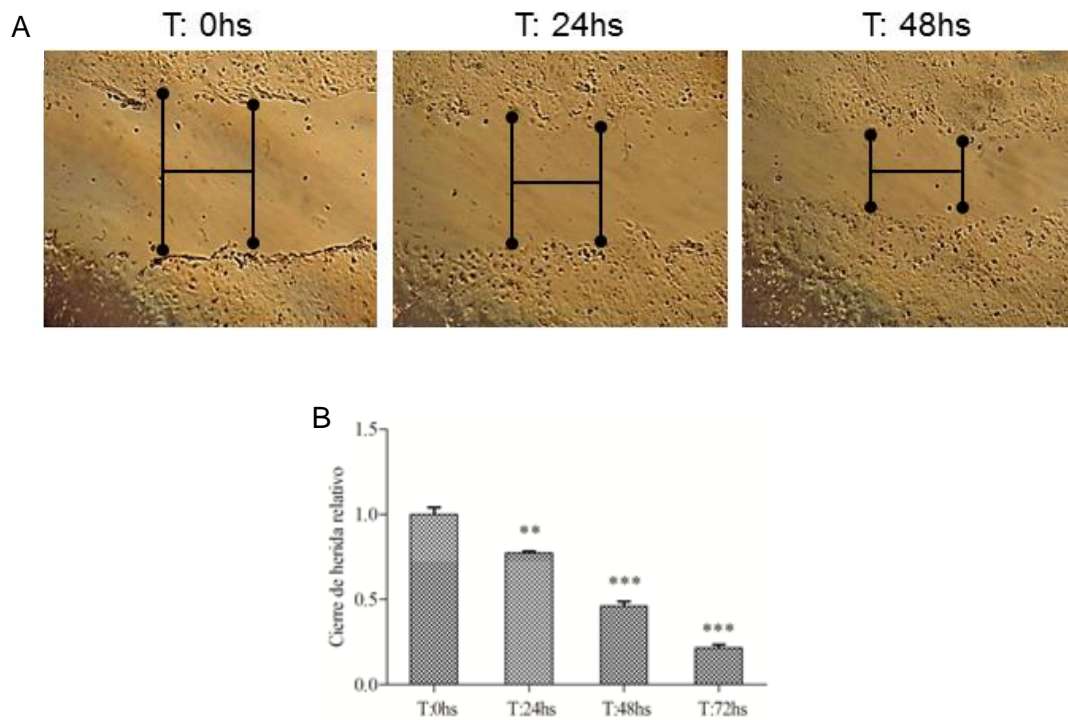 A
T: 0hs T: 24hs T: 48hs
B
Cierre de herida relativo
1.5
1.0
0.5
0.0
**
***
***
T:0hs T:24hs T:48hs T:72hs